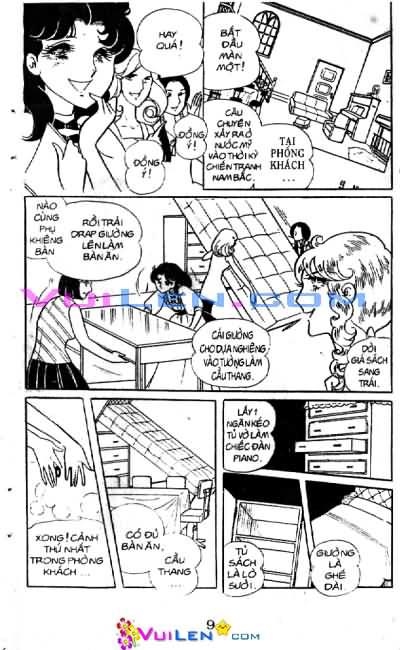 HAY
QUÁ!
ĐỒNG
Ý!
ĐỒNG
Ý!
BẮT
ĐẦU
MÀN
MỘT!
CÂU
CHUYỆN
XẢY RA Ở
NƯỚC MỸ
VÀO THỜI KỲ
CHIẾN TRANH
NAM BẮC.
TẠI
PHÒNG
KHÁCH
...
NÀO
CÙNG
PHỤ
KHIÊNG
BÀN
RỒI TRẢI
DRAP GIƯỜNG
LÊN LÀM
BÀN ĂN.
CÁI GIƯỜNG
CHO DỰA NGHIÊNG
VÀO TƯỜNG LÀM
CẦU THANG.
DỜI
GIÁ SÁCH
SANG
TRÁI.
VUILEN.COM
XONG! CẢNH
THỨ NHẤT
TRONG PHÒNG
KHÁCH...
CÓ ĐỦ
BÀN ĂN,
CẦU
THANG
...
LẤY 1
NGĂN KÉO
TỦ VỚ LÀM
CHIẾC ĐÀN
PIANO.
TỦ
SÁCH
LÀ LÒ
SƯỞI.
GIƯỜNG
LÀ
GHẾ
DÀI.
9
VUILEN.COM